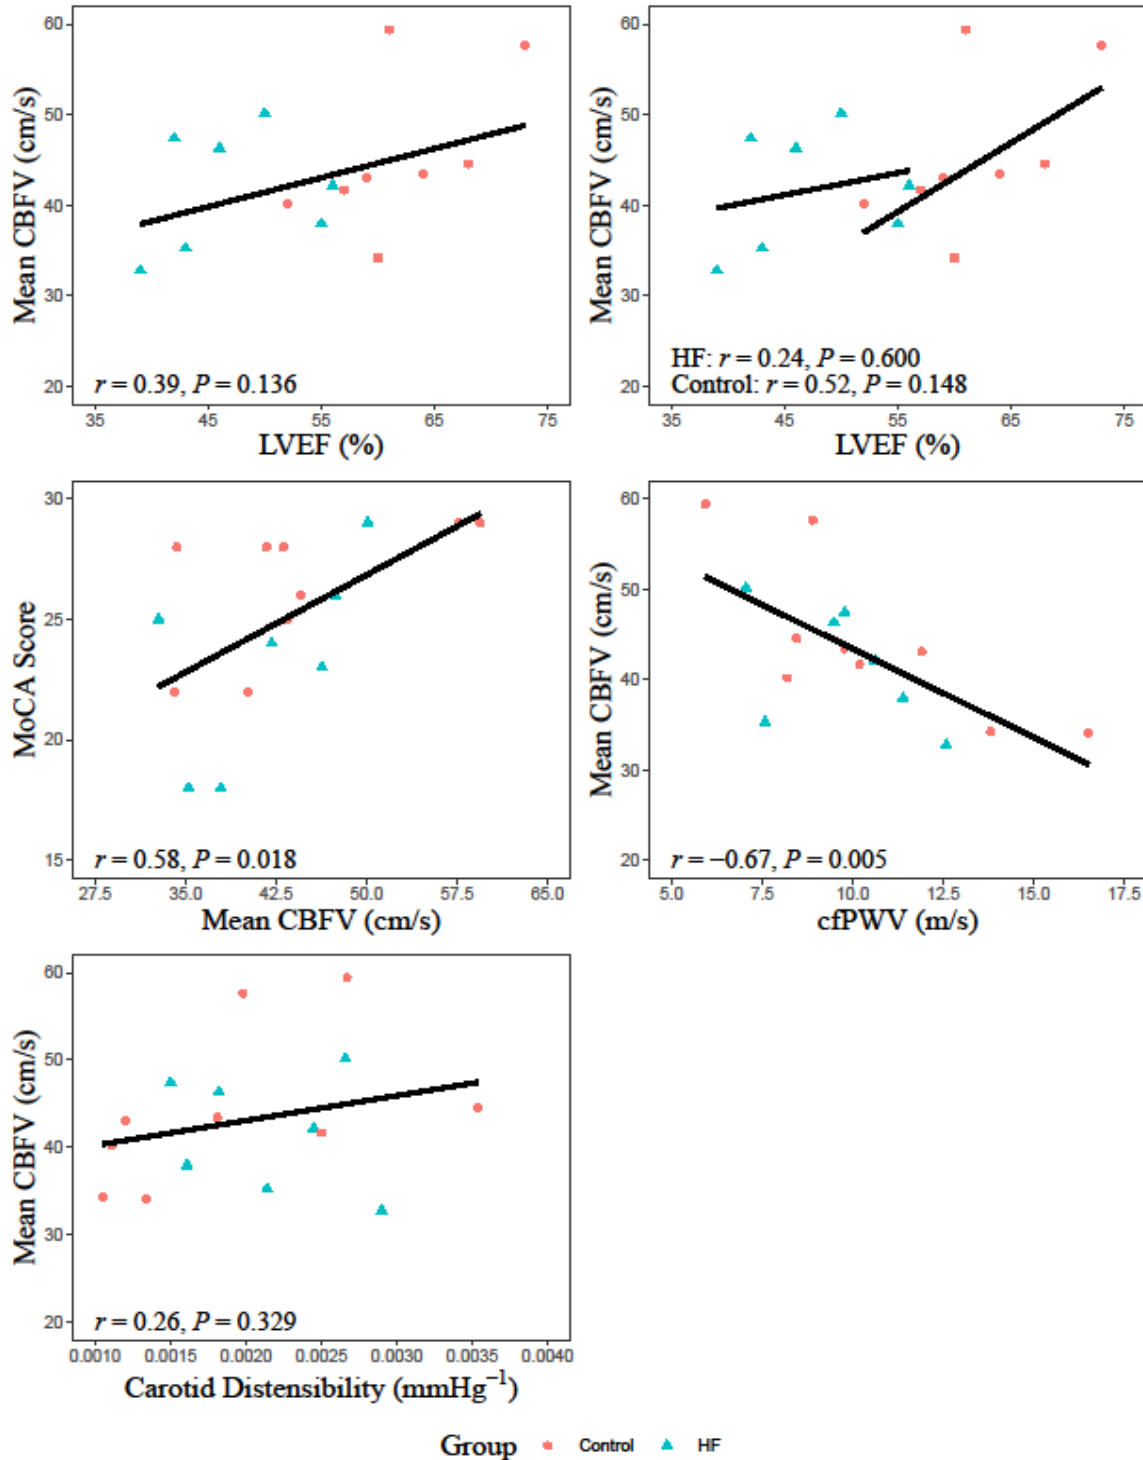 60
50
40
30
20
Mean CBFV (cm/s)
r = 0.39, P = 0.136
35 45 55 65 75
LVEF (%)
60
50
40
30
20
Mean CBFV (cm/s)
HF: r = 0.24, P = 0.600
Control: r = 0.52, P = 0.148
35 45 55 65 75
LVEF (%)
30
25
20
15
MoCA Score
r = 0.58, P = 0.018
27.5 35.0 42.5 50.0 57.5 65.0
Mean CBFV (cm/s)
60
50
40
30
20
Mean CBFV (cm/s)
r = −0.67, P = 0.005
5.0 7.5 10.0 12.5 15.0 17.5
cfPWV (m/s)
60
50
40
30
20
Mean CBFV (cm/s)
r = 0.26, P = 0.329
0.0010 0.0015 0.0020 0.0025 0.0030 0.0035 0.0040
Carotid Distensibility (mmHg⁻¹)
Group Control HF